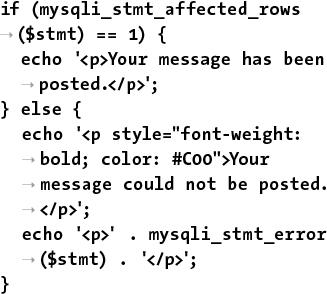 if (mysqli_stmt_affected_rows
→ ($stmt) == 1) {
echo '<p>Your message has been
→ posted.</p>';
} else {
echo '<p style="font-weight:
→ bold; color: #C00">Your
→ message could not be posted.
→ </p>';
echo '<p>' . mysqli_stmt_error
→ ($stmt) . '</p>';
}